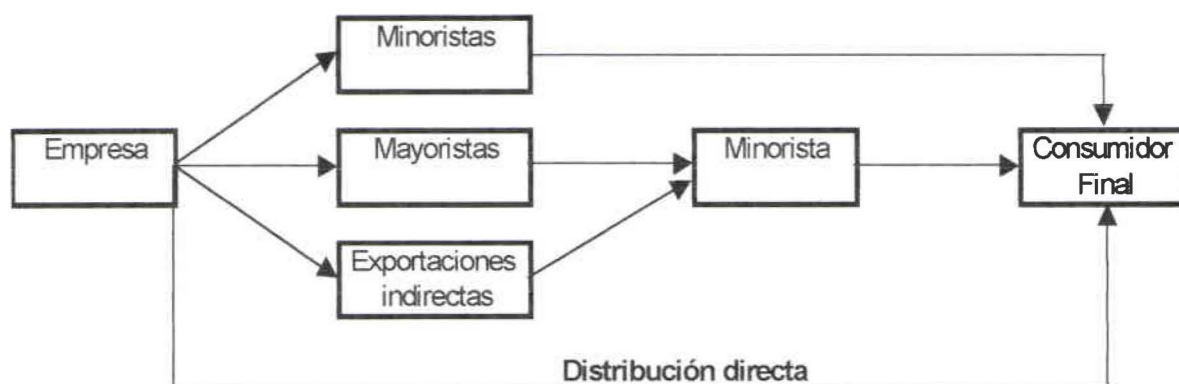 Minoristas
Empresa
Mayoristas
Minorista
Consumidor
Final
Exportaciones
indirectas
Distribución directa